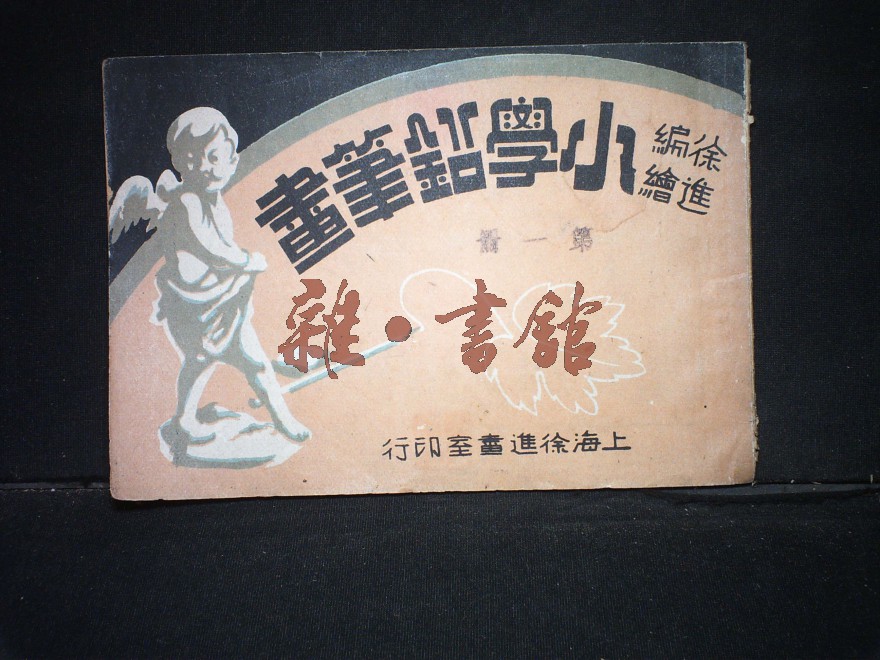 徐進
編繪
小學鉛筆畫
第一冊
雜·書館
上海徐進畫室印行